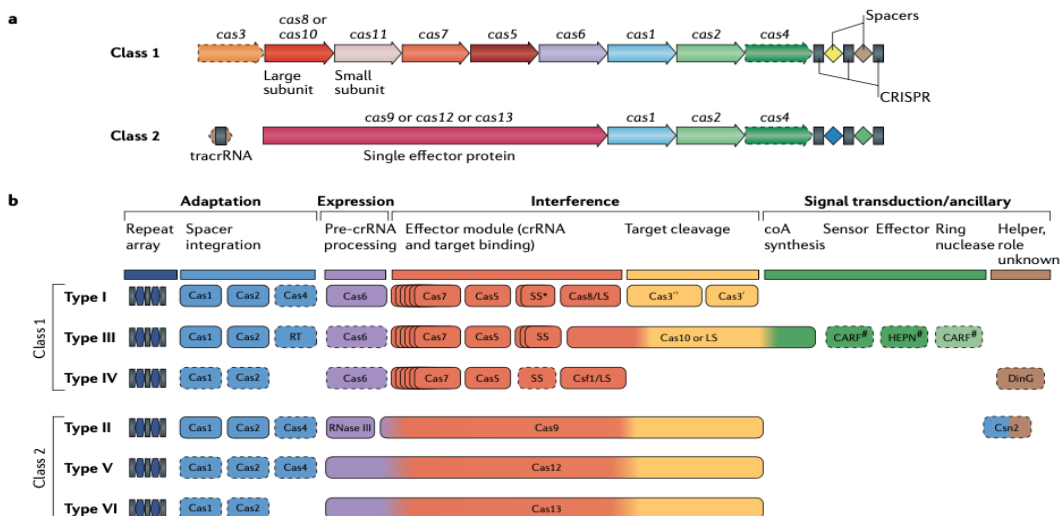 a
Spacers
cas3
cas8 or
cas10
cas11
cas7
cas5
cas6
cas1
cas2
cas4
Class 1
Large
subunit
Small
subunit
CRISPR
cas9 or cas12 or cas13
cas1
cas2
cas4
Class 2
tracrRNA
Single effector protein
b
Adaptation
Expression
Interference
Signal transduction/ancillary
Repeat
array
Spacer
integration
Pre-crRNA
processing
Effector module (crRNA
and target binding)
Target cleavage
coA
synthesis
Sensor
Effector
Ring
nuclease
Helper,
role
unknown
Class 1
Type I
Cas1
Cas2
Cas4
Cas6
Cas7
Cas5
SS*
Cas8/LS
Cas3′′
Cas3′
Type III
Cas1
Cas2
RT
Cas6
Cas7
Cas5
SS
Cas10 or LS
CARF#
HEPN#
CARF#
Type IV
Cas1
Cas2
Cas6
Cas7
Cas5
SS
Csf1/LS
DinG
Class 2
Type II
Cas1
Cas2
Cas4
RNase III
Cas9
Csn2
Type V
Cas1
Cas2
Cas4
Cas12
Type VI
Cas1
Cas2
Cas13